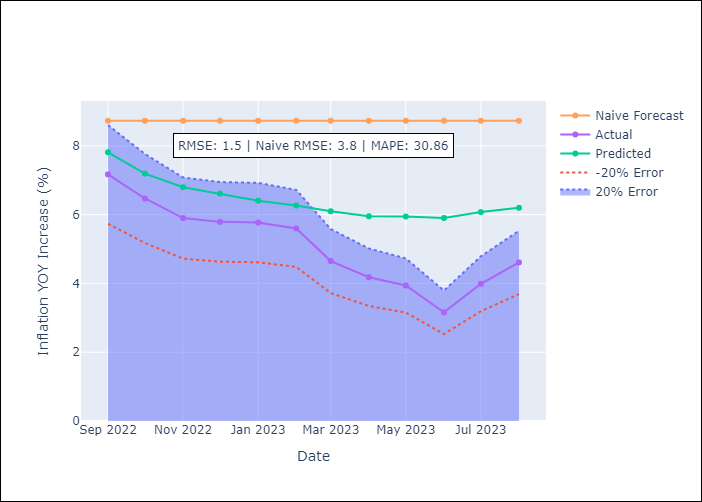 RMSE: 1.5 | Naive RMSE: 3.8 | MAPE: 30.86
Naive Forecast
Actual
Predicted
-20% Error
20% Error
Inflation YOY Increase (%)
8
6
4
2
0
Sep 2022 Nov 2022 Jan 2023 Mar 2023 May 2023 Jul 2023
Date